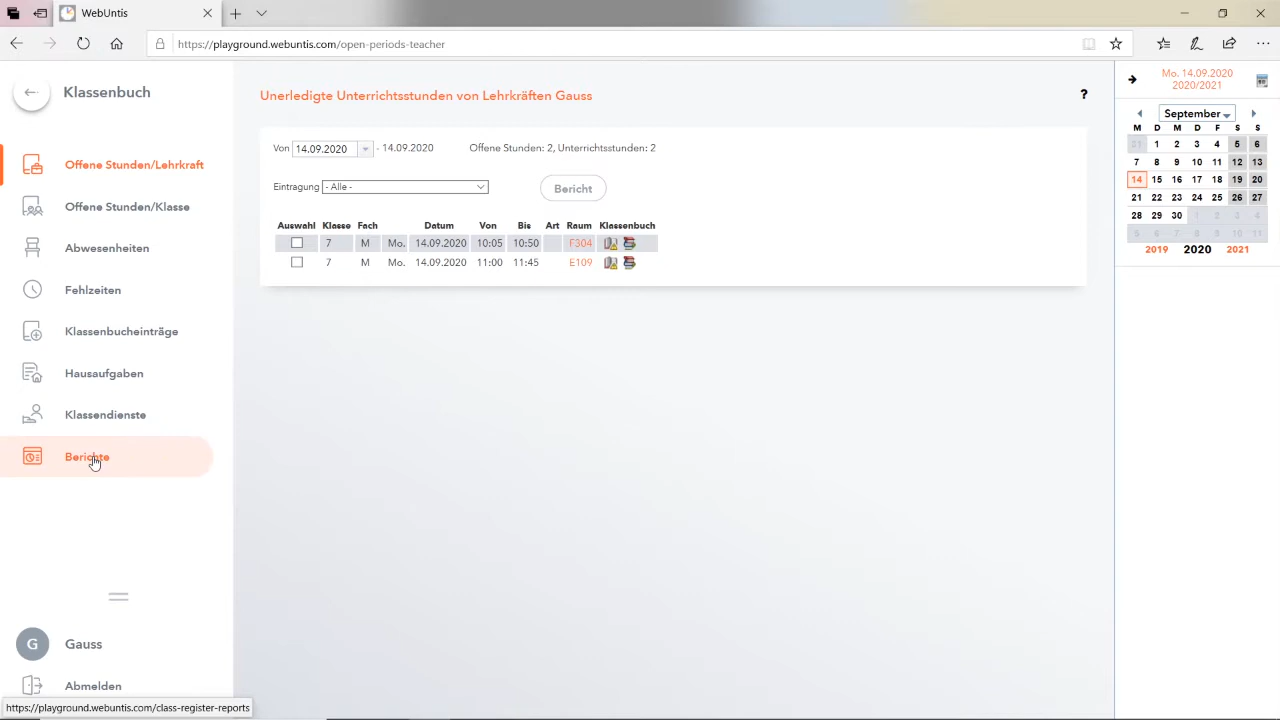 WebUntis
https://playground.webuntis.com/open-periods-teacher
Klassenbuch
Offene Stunden/Lehrkraft
Offene Stunden/Klasse
Abwesenheiten
Fehlzeiten
Klassenbucheinträge
Hausaufgaben
Klassendienste
Berichte
G Gauss
Abmelden
https://playground.webuntis.com/class-register-reports
Unerledigte Unterrichtsstunden von Lehrkräften Gauss
?
Von 14.09.2020 - 14.09.2020 Offene Stunden: 2, Unterrichtsstunden: 2
Eintragung - Alle - Bericht
Auswahl Klasse Fach Datum Von Bis Art Raum Klassenbuch
7 M Mo. 14.09.2020 10:05 10:50 F304
7 M Mo. 14.09.2020 11:00 11:45 E109
Mo. 14.09.2020
2020/2021
September
M D M D F S S
31 1 2 3 4 5 6
7 8 9 10 11 12 13
14 15 16 17 18 19 20
21 22 23 24 25 26 27
28 29 30 1 2 3 4
5 6 7 8 9 10 11
2019 2020 2021